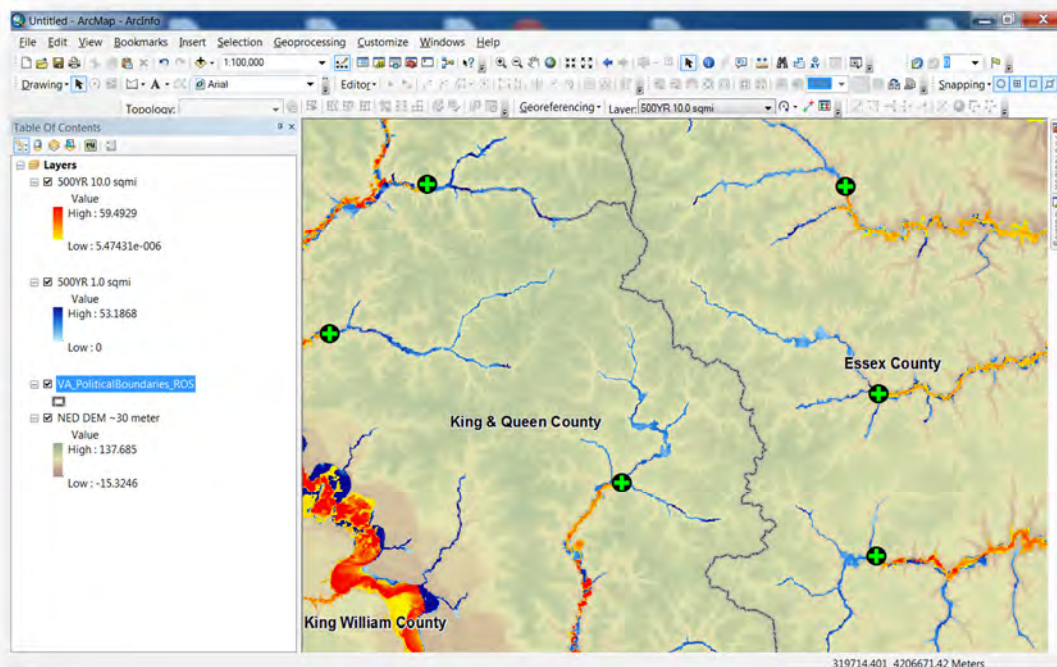 Untitled - ArcMap - ArcInfo
File Edit View Bookmarks Insert Selection Geoprocessing Customize Windows Help
1:100,000
Drawing
A
Arial
Editor
Snapping
Topology:
Georeferencing
Layer: 500YR 10.0 sqmi
Table Of Contents
Layers
500YR 10.0 sqmi
Value
High : 59.4929
Low : 5.47431e-006
500YR 1.0 sqmi
Value
High : 53.1868
Low : 0
VA_PoliticalBoundaries_ROS
NED DEM ~30 meter
Value
High : 137.685
Low : -15.3246
Essex County
King & Queen County
King William County
319714.401 4206671.42 Meters